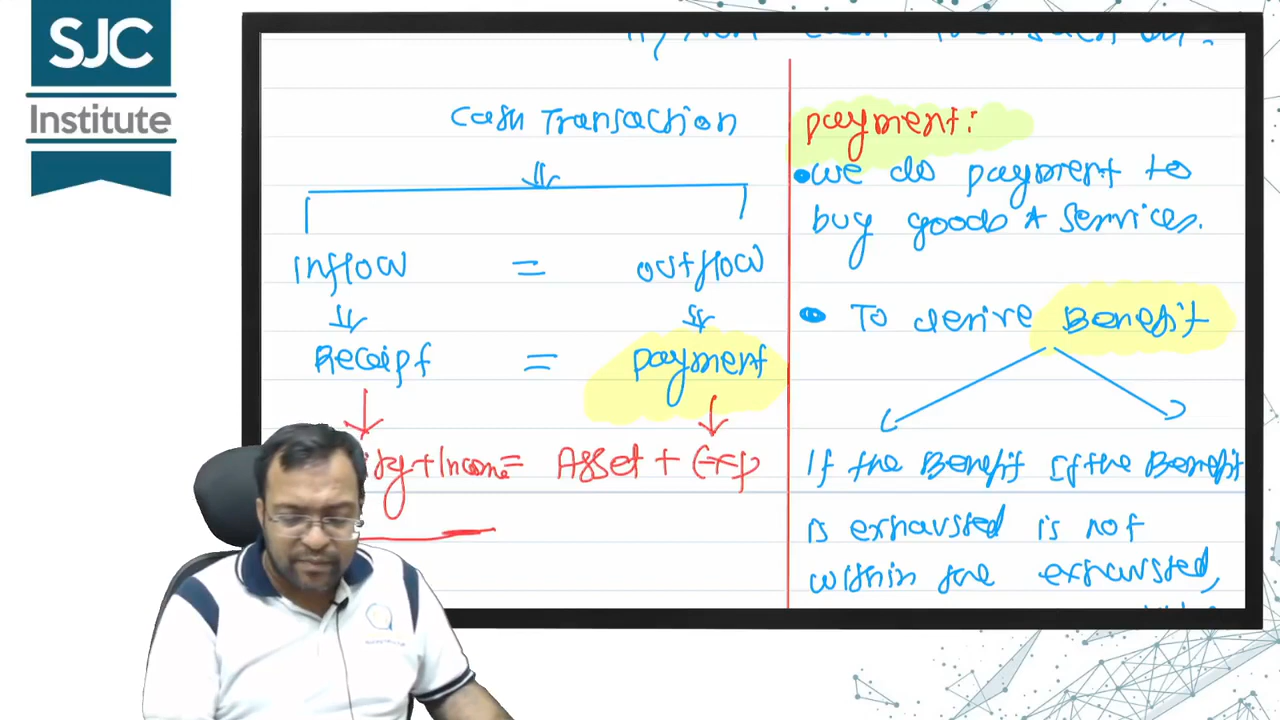 SJC
Institute
Cash Transaction
Inflow = outflow
Receipt = payment
+Income = Asset + Exp
payment:
we do payment to
buy goods & services.
To derive Benefit
If the Benefit
is exhausted
within the
If the Benefit
is not
exhausted,